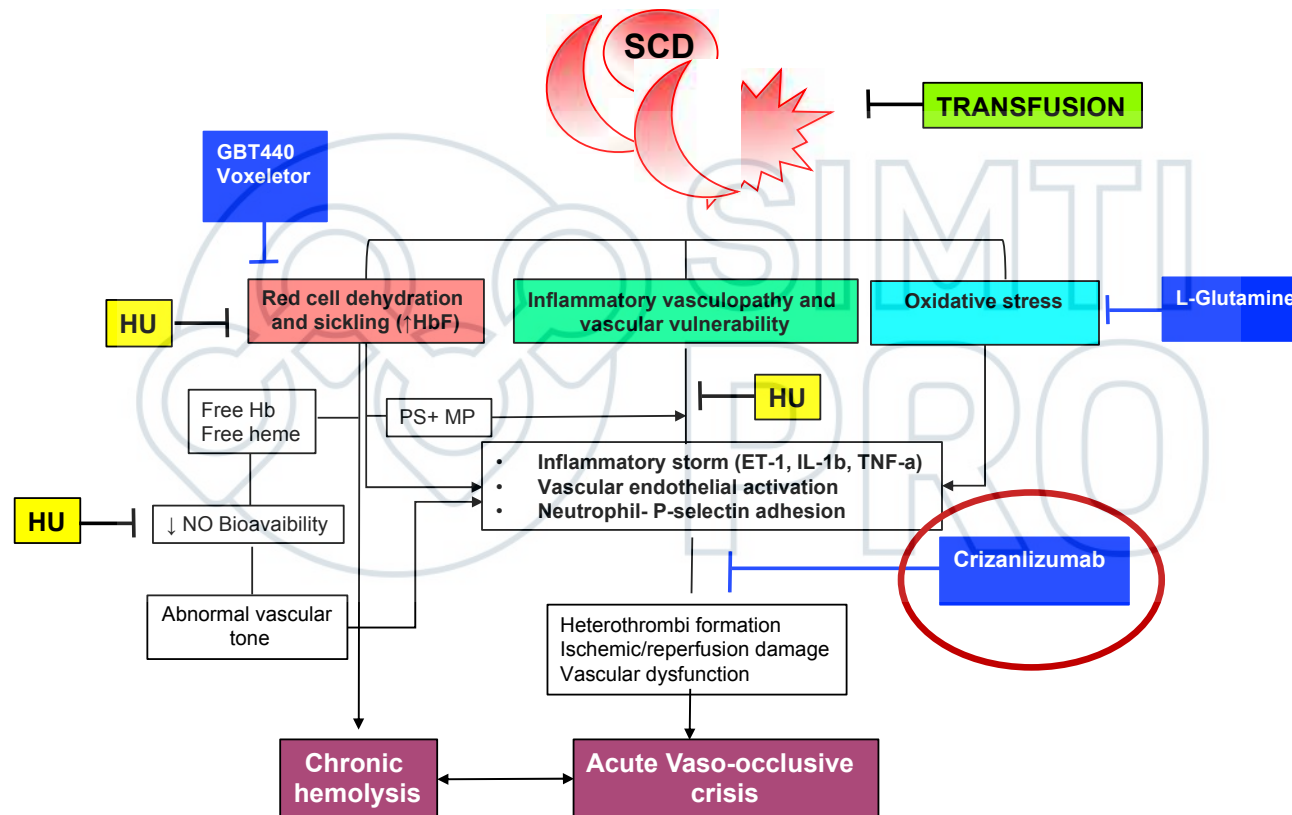 SCD
TRANSFUSION
GBT440
Voxeletor
Red cell dehydration
and sickling (↑HbF)
Inflammatory vasculopathy and
vascular vulnerability
Oxidative stress
L-Glutamine
HU
HU
Free Hb
Free heme
PS+ MP
• Inflammatory storm (ET-1, IL-1b, TNF-a)
• Vascular endothelial activation
• Neutrophil- P-selectin adhesion
HU
↓ NO Bioavaibility
Crizanlizumab
Abnormal vascular
tone
Heterothrombi formation
Ischemic/reperfusion damage
Vascular dysfunction
Chronic
hemolysis
Acute Vaso-occlusive
crisis
SIMTI
PRO